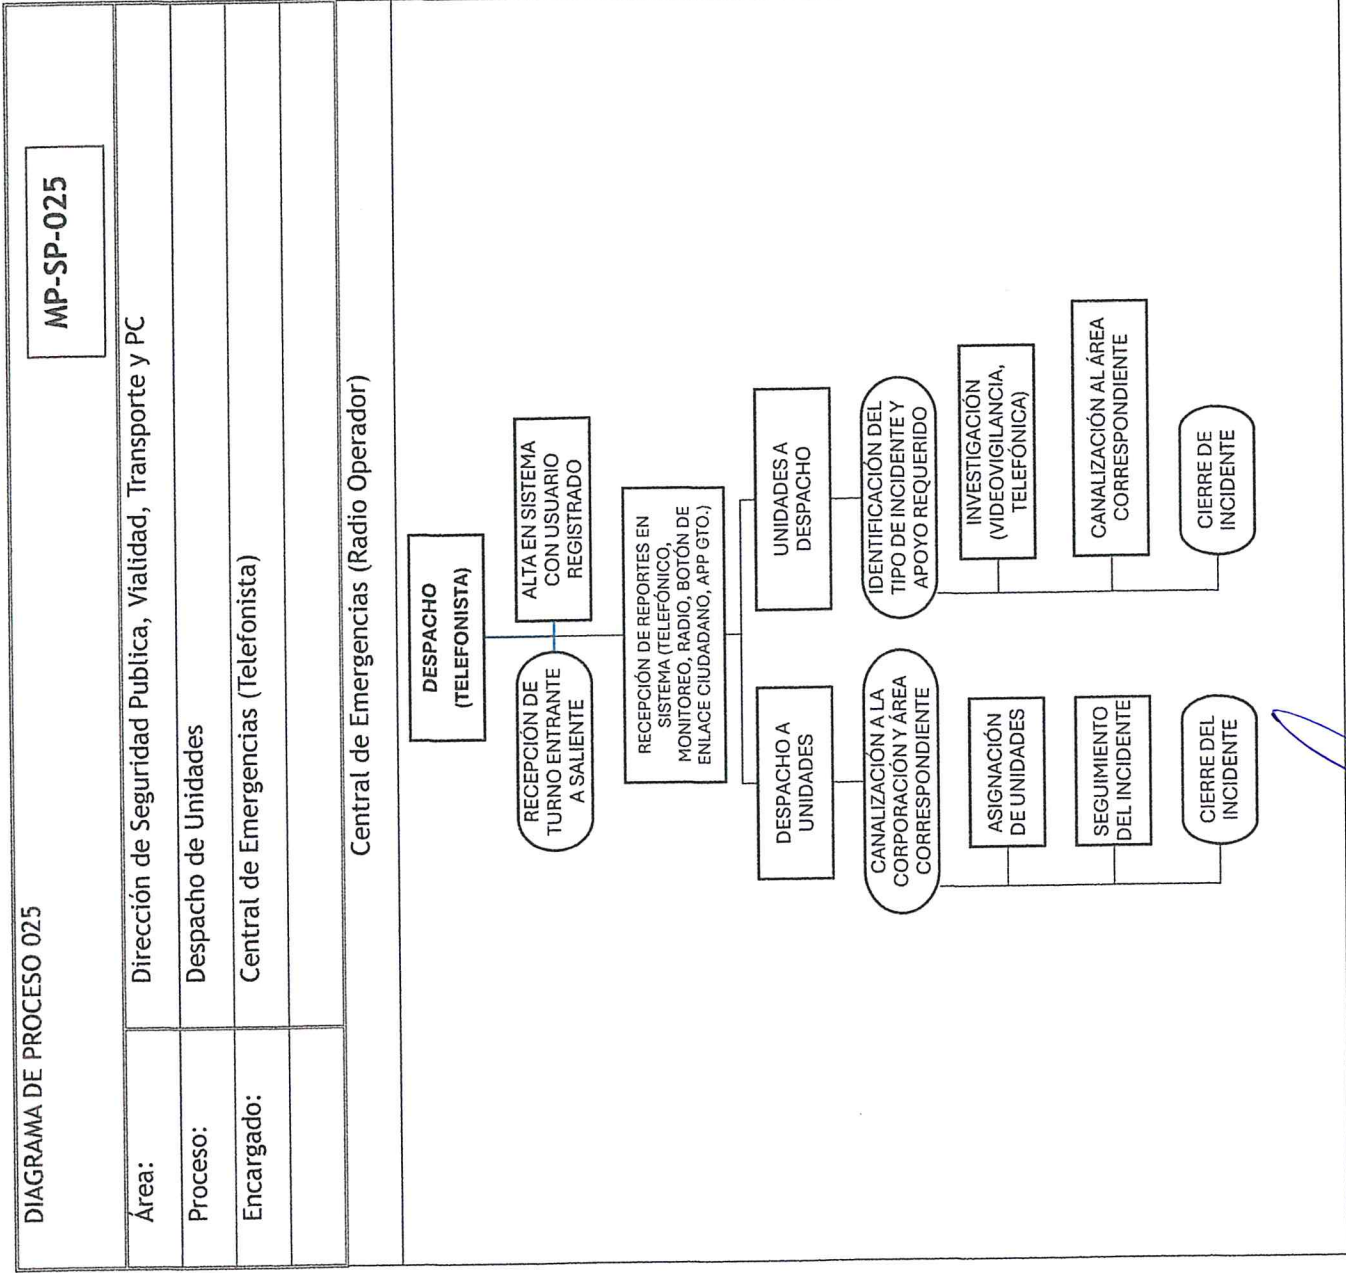 DIAGRAMA DE PROCESO 025
MP-SP-025
Área:
Dirección de Seguridad Publica, Vialidad, Transporte y PC
Proceso:
Despacho de Unidades
Encargado:
Central de Emergencias (Telefonista)
Central de Emergencias (Radio Operador)
DESPACHO
(TELEFONISTA)
RECEPCIÓN DE
TURNO ENTRANTE
A SALIENTE
ALTA EN SISTEMA
CON USUARIO
REGISTRADO
RECEPCIÓN DE REPORTES EN
SISTEMA (TELEFÓNICO,
MONITOREO, RADIO, BOTÓN DE
ENLACE CIUDADANO, APP GTO.)
DESPACHO A
UNIDADES
CANALIZACIÓN A LA
CORPORACIÓN Y ÁREA
CORRESPONDIENTE
ASIGNACIÓN
DE UNIDADES
SEGUIMIENTO
DEL INCIDENTE
CIERRE DEL
INCIDENTE
UNIDADES A
DESPACHO
IDENTIFICACIÓN DEL
TIPO DE INCIDENTE Y
APOYO REQUERIDO
INVESTIGACIÓN
(VIDEOVIGILANCIA,
TELEFÓNICA)
CANALIZACIÓN AL ÁREA
CORRESPONDIENTE
CIERRE DE
INCIDENTE